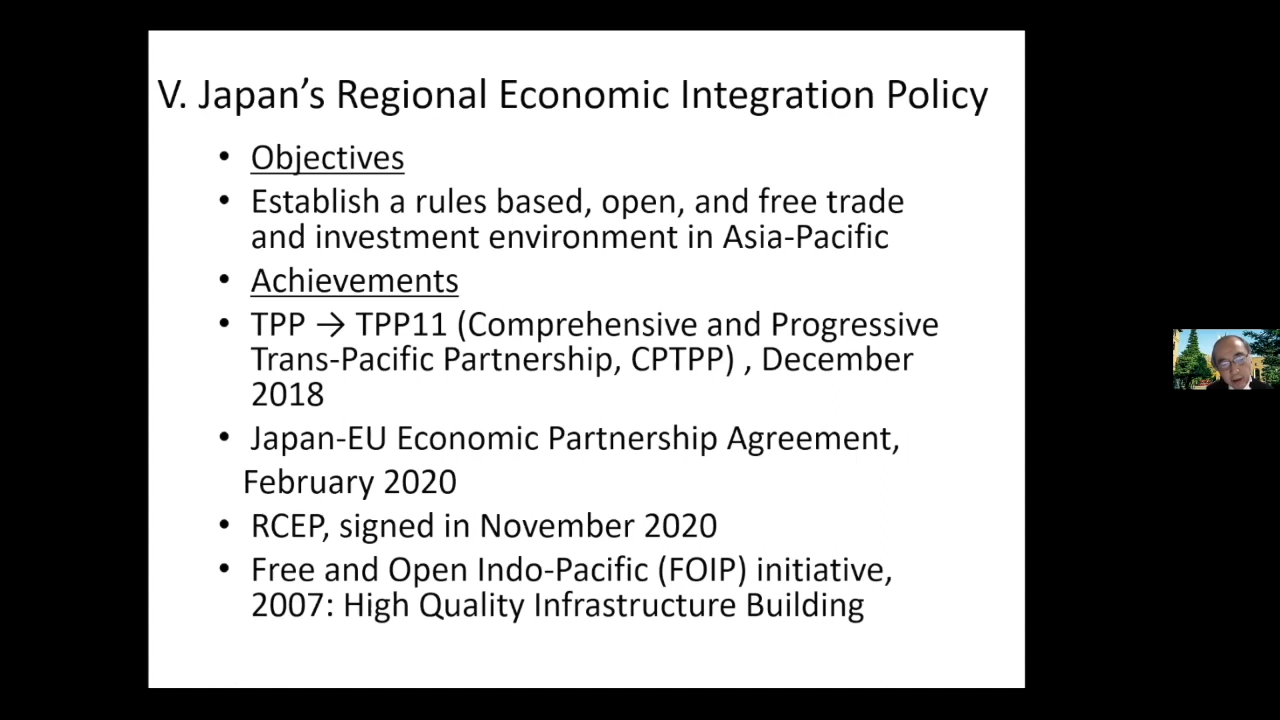 V. Japan’s Regional Economic Integration Policy
• Objectives
• Establish a rules based, open, and free trade
and investment environment in Asia-Pacific
• Achievements
• TPP → TPP11 (Comprehensive and Progressive
Trans-Pacific Partnership, CPTPP) , December
2018
• Japan-EU Economic Partnership Agreement,
February 2020
• RCEP, signed in November 2020
• Free and Open Indo-Pacific (FOIP) initiative,
2007: High Quality Infrastructure Building